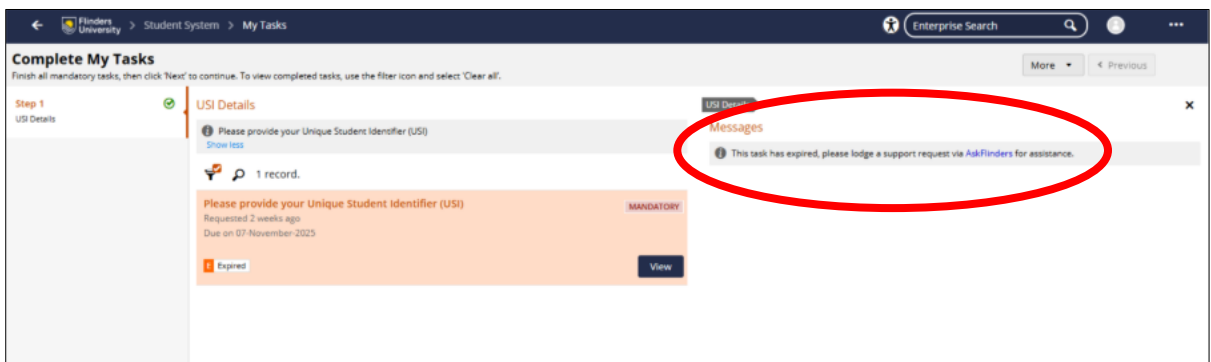 Flinders University > Student System > My Tasks
Enterprise Search
Complete My Tasks
Finish all mandatory tasks, then click 'Next' to continue. To view completed tasks, use the filter icon and select 'Clear all'.
More
Previous
Step 1
USI Details
USI Details
Please provide your Unique Student Identifier (USI)
Show less
1 record.
Please provide your Unique Student Identifier (USI)
MANDATORY
Requested 2 weeks ago
Due on 07-November-2025
E Expired
View
USI Details
Messages
This task has expired, please lodge a support request via AskFlinders for assistance.